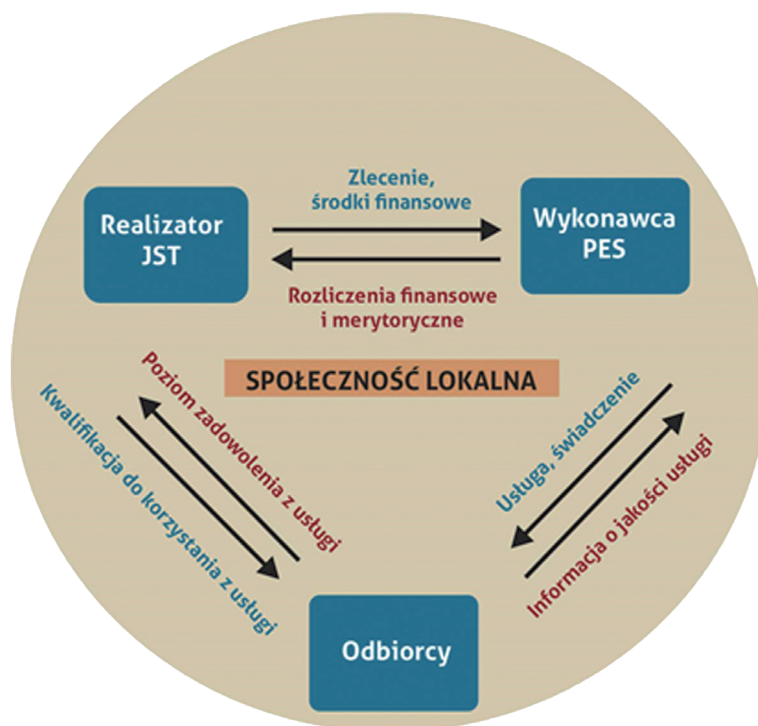 Zlecenie,
środki finansowe
Realizator
JST
Wykonawca
PES
Rozliczenia finansowe
i merytoryczne
SPOŁECZNOŚĆ LOKALNA
Poziom zadowolenia z usługi
Kwalifikacja do korzystania z usługi
Usługa, świadczenie
Informacja o jakości usługi
Odbiorcy